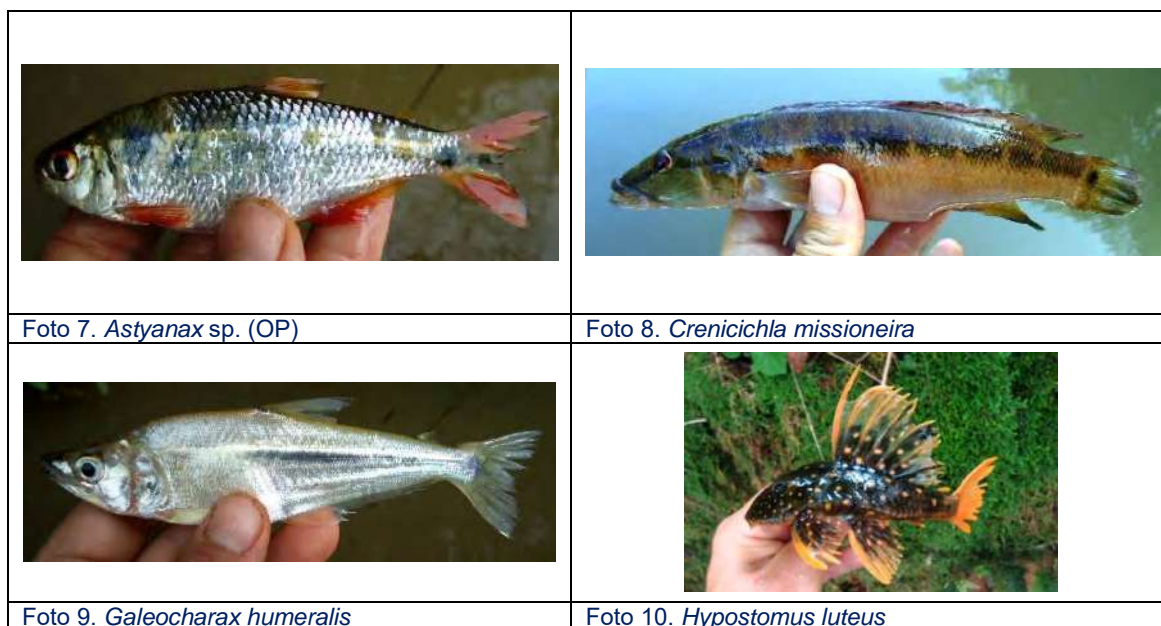 Foto 7. Astyanax sp. (OP)
Foto 8. Crenicichla missioneira
Foto 9. Galeocharax humeralis
Foto 10. Hypostomus luteus